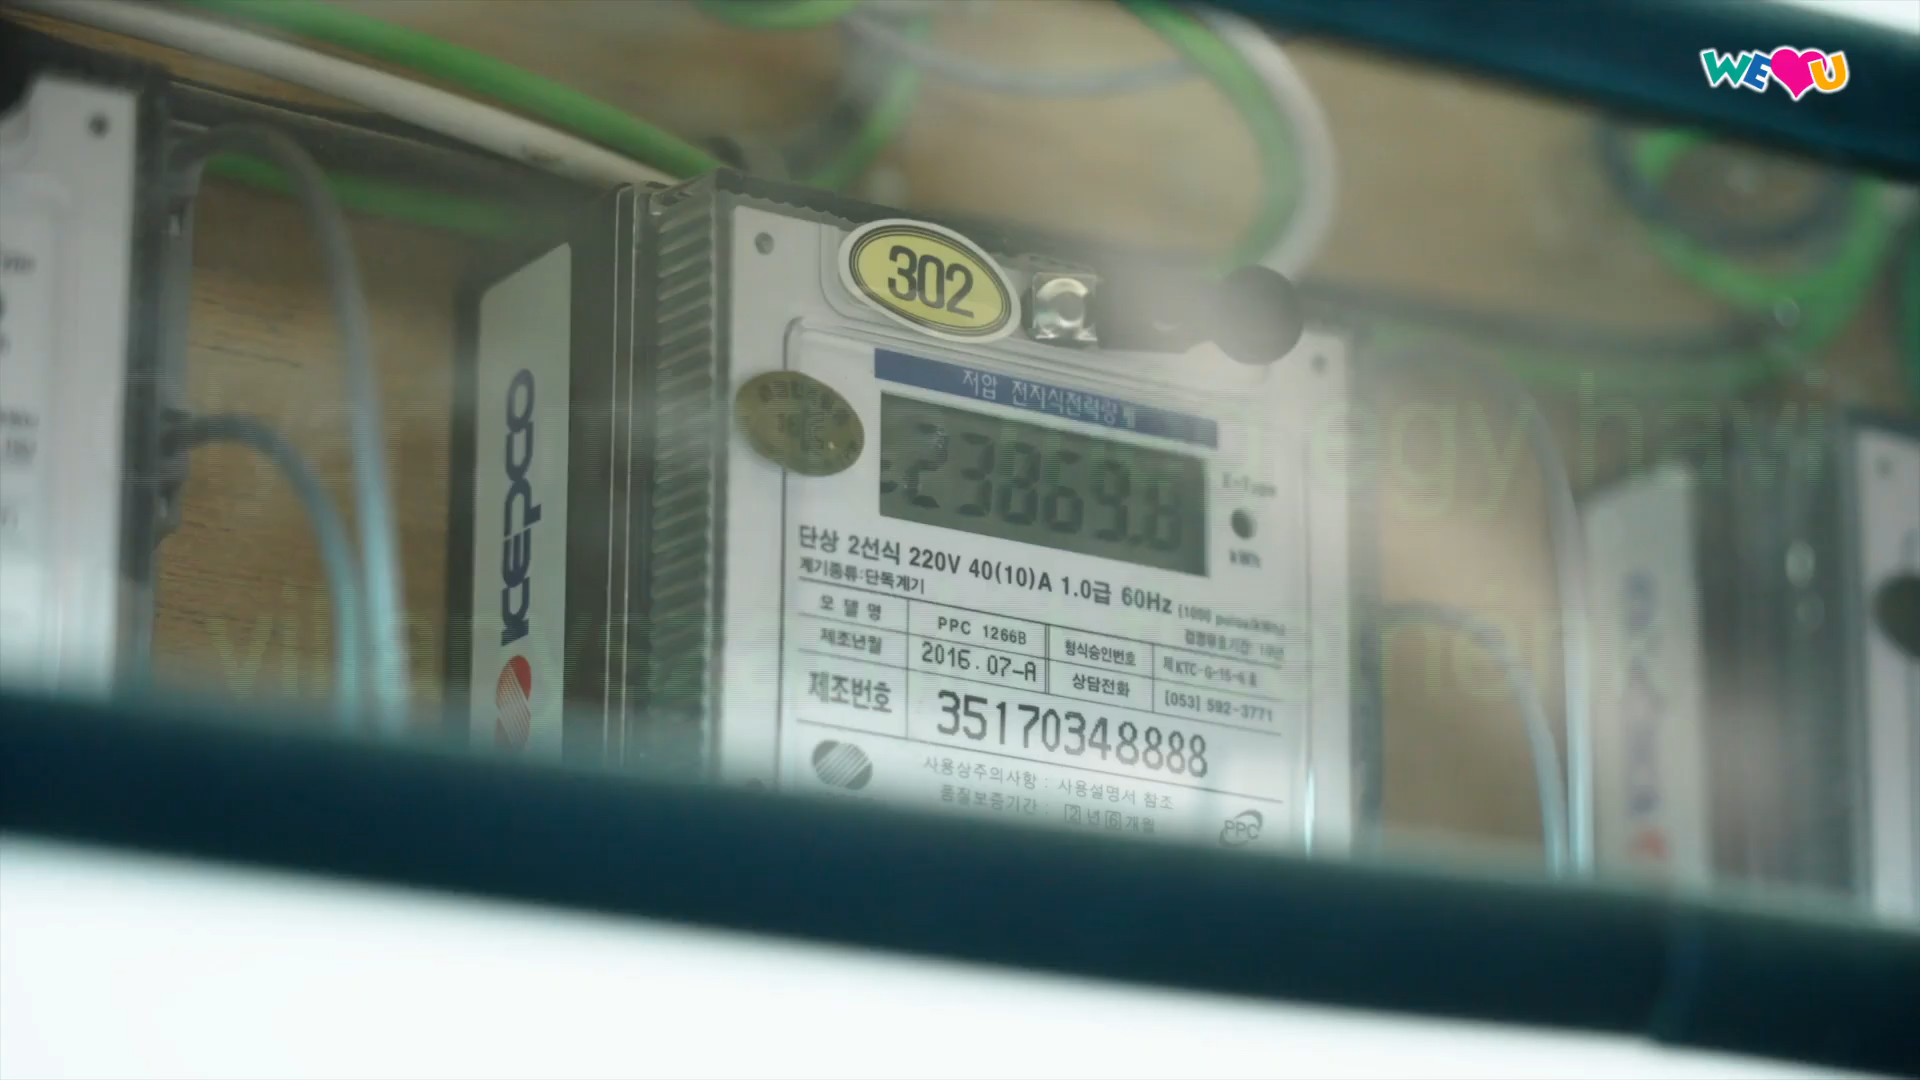 WE U
302
저압 전자식전력량계
23869.8
E-Type
kWh
KEPCO
단상 2선식 220V 40(10)A 1.0급 60Hz (1000 pulse/kWh)
계기종류:단독계기
모델명 PPC 1266B 형식승인번호
제조년월 2016.07-A 상담전화 [053] 592-3771
제조번호 35170348888
사용상주의사항 : 사용설명서 참조
품질보증기간 : 2년6개월
PPC